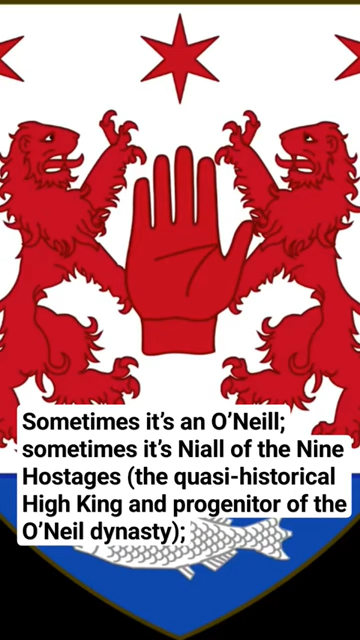 Sometimes it's an O'Neill;
sometimes it's Niall of the Nine
Hostages (the quasi-historical
High King and progenitor of the
O'Neil dynasty);